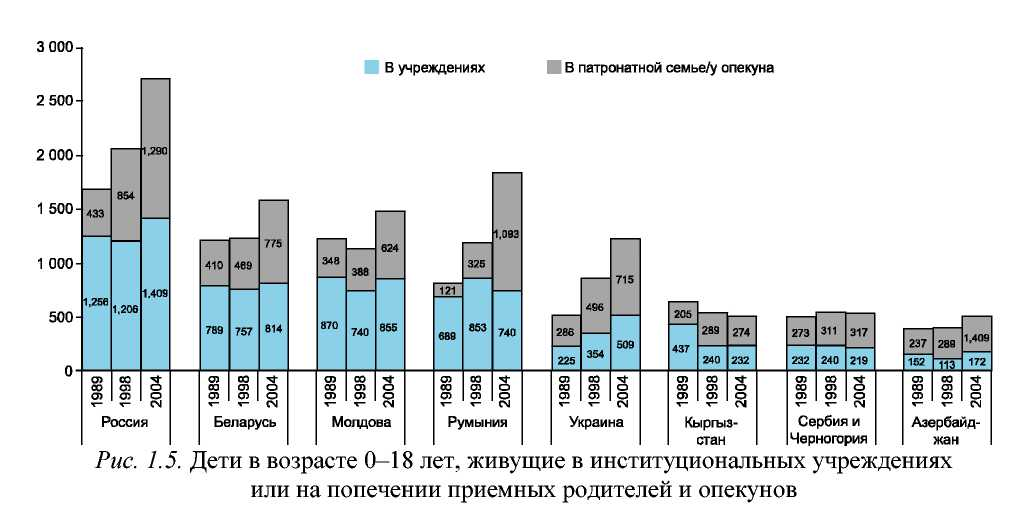 3 000
В учреждениях
В патронатной семье/у опекуна
2 500
2 000
1 500
1 000
500
0
433 854 1,290
1,256 1,206 1,409
410 469 775
789 757 814
348 388 624
870 740 855
121 325 1,093
689 853 740
286 496 715
225 354 509
205 289 274
437 240 232
273 311 317
232 240 219
237 288 1,409
152 113 172
1989 1998 2004 1989 1998 2004 1989 1998 2004 1989 1998 2004 1989 1998 2004 1989 1998 2004 1989 1998 2004 1989 1998 2004
Россия
Беларусь
Молдова
Румыния
Украина
Кыргыз-
стан
Сербия и
Черногория
Азербайд-
жан
Рис. 1.5. Дети в возрасте 0–18 лет, живущие в институциональных учреждениях
или на попечении приемных родителей и опекунов